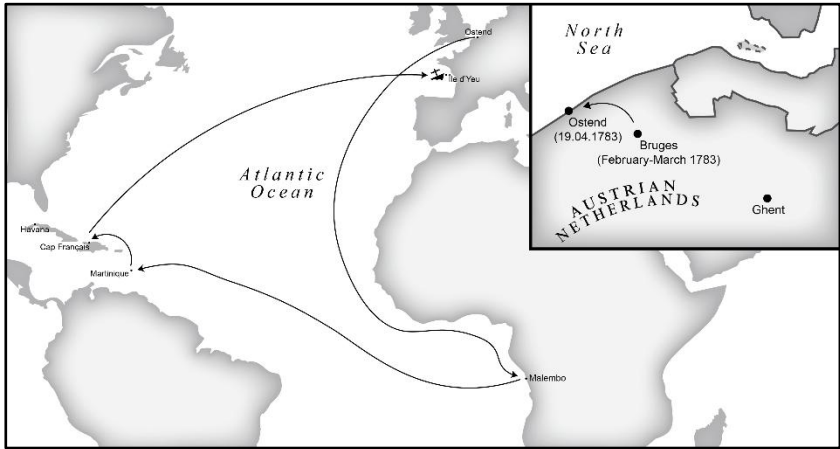 Ostend
Île d'Yeu
Atlantic
Ocean
Havana
Cap Français
Martinique
Malembo
North
Sea
Ostend
(19.04.1783)
Bruges
(February-March 1783)
AUSTRIAN
NETHERLANDS
Ghent